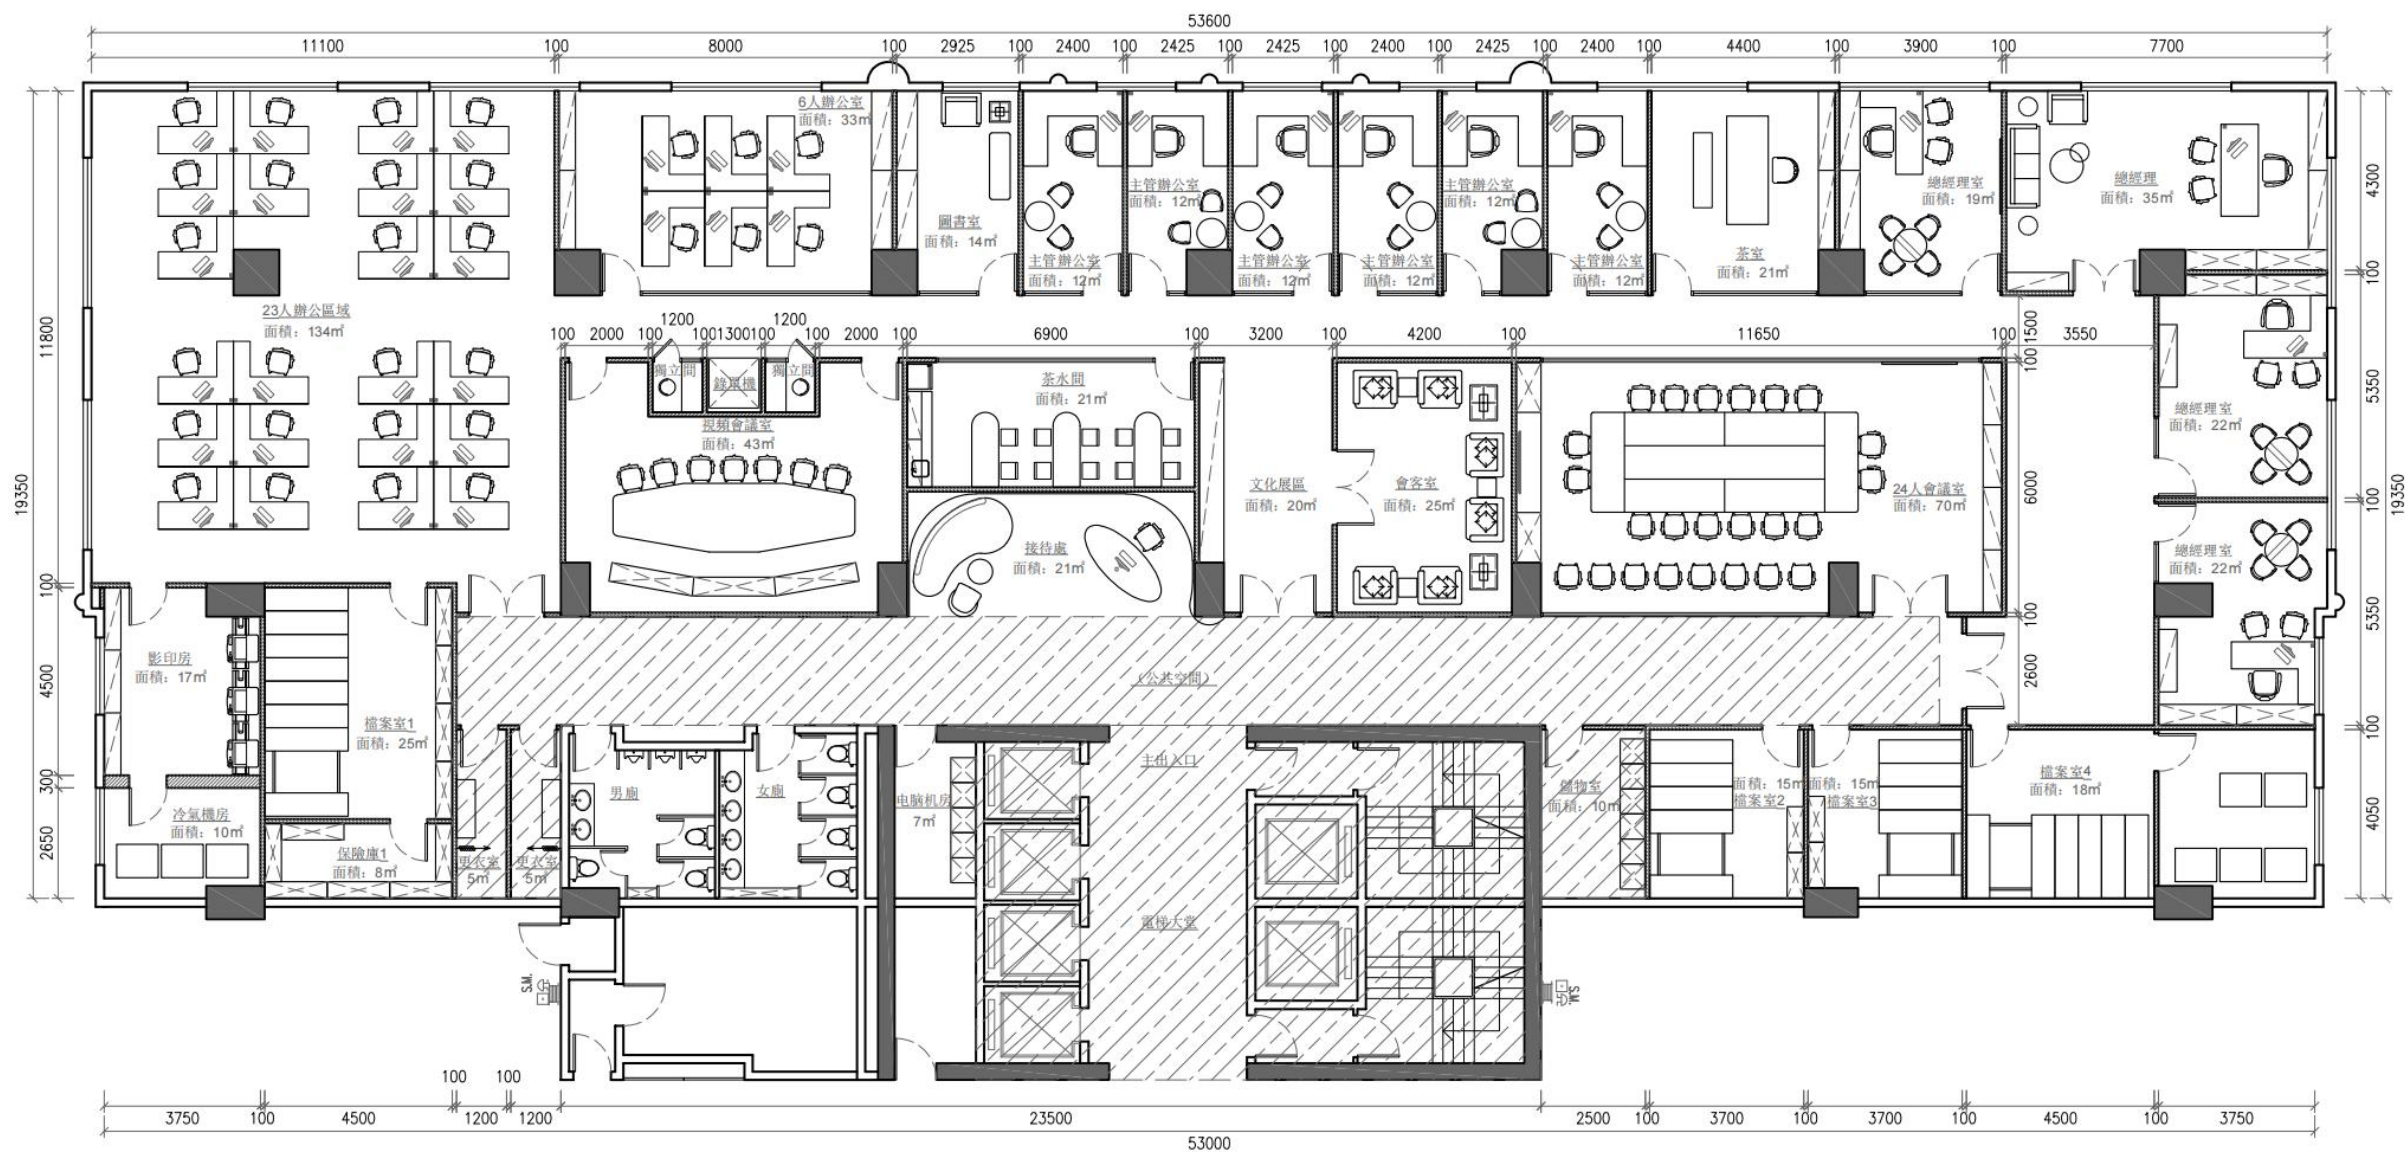 53600
11100
100
8000
100
2925
100
2400
100
2425
100
2425
100
2400
100
2425
100
2400
100
4400
100
3900
100
7700
6人辦公室
面積：33㎡
圖書室
面積：14㎡
主管辦公室
面積：12㎡
主管辦公室
面積：12㎡
主管辦公室
面積：12㎡
主管辦公室
面積：12㎡
主管辦公室
面積：12㎡
主管辦公室
面積：12㎡
茶室
面積：21㎡
總經理室
面積：19㎡
總經理
面積：35㎡
4300
100
5350
100
5350
100
4050
19350
19350
11800
100
4500
300
2650
23人辦公區域
面積：134㎡
100
2000
100
1200
100
1300
100
1200
100
2000
100
6900
100
3200
100
4200
100
11650
100
3550
1500
100
6000
100
2600
獨立間
錄單機
獨立間
視頻會議室
面積：43㎡
茶水間
面積：21㎡
接待處
面積：21㎡
文化展區
面積：20㎡
會客室
面積：25㎡
24人會議室
面積：70㎡
總經理室
面積：22㎡
總經理室
面積：22㎡
影印房
面積：17㎡
檔案室1
面積：25㎡
（公共空間）
冷氣機房
面積：10㎡
保險庫1
面積：8㎡
更衣室
5㎡
更衣室
5㎡
男廁
女廁
电脑机房
7㎡
主出入口
電梯大堂
儲物室
面積：10㎡
面積：15㎡
檔案室2
面積：15㎡
檔案室3
檔案室4
面積：18㎡
S.M.
S.M.
3750
100
4500
100
1200
100
1200
23500
2500
100
3700
100
3700
100
4500
100
3750
53000